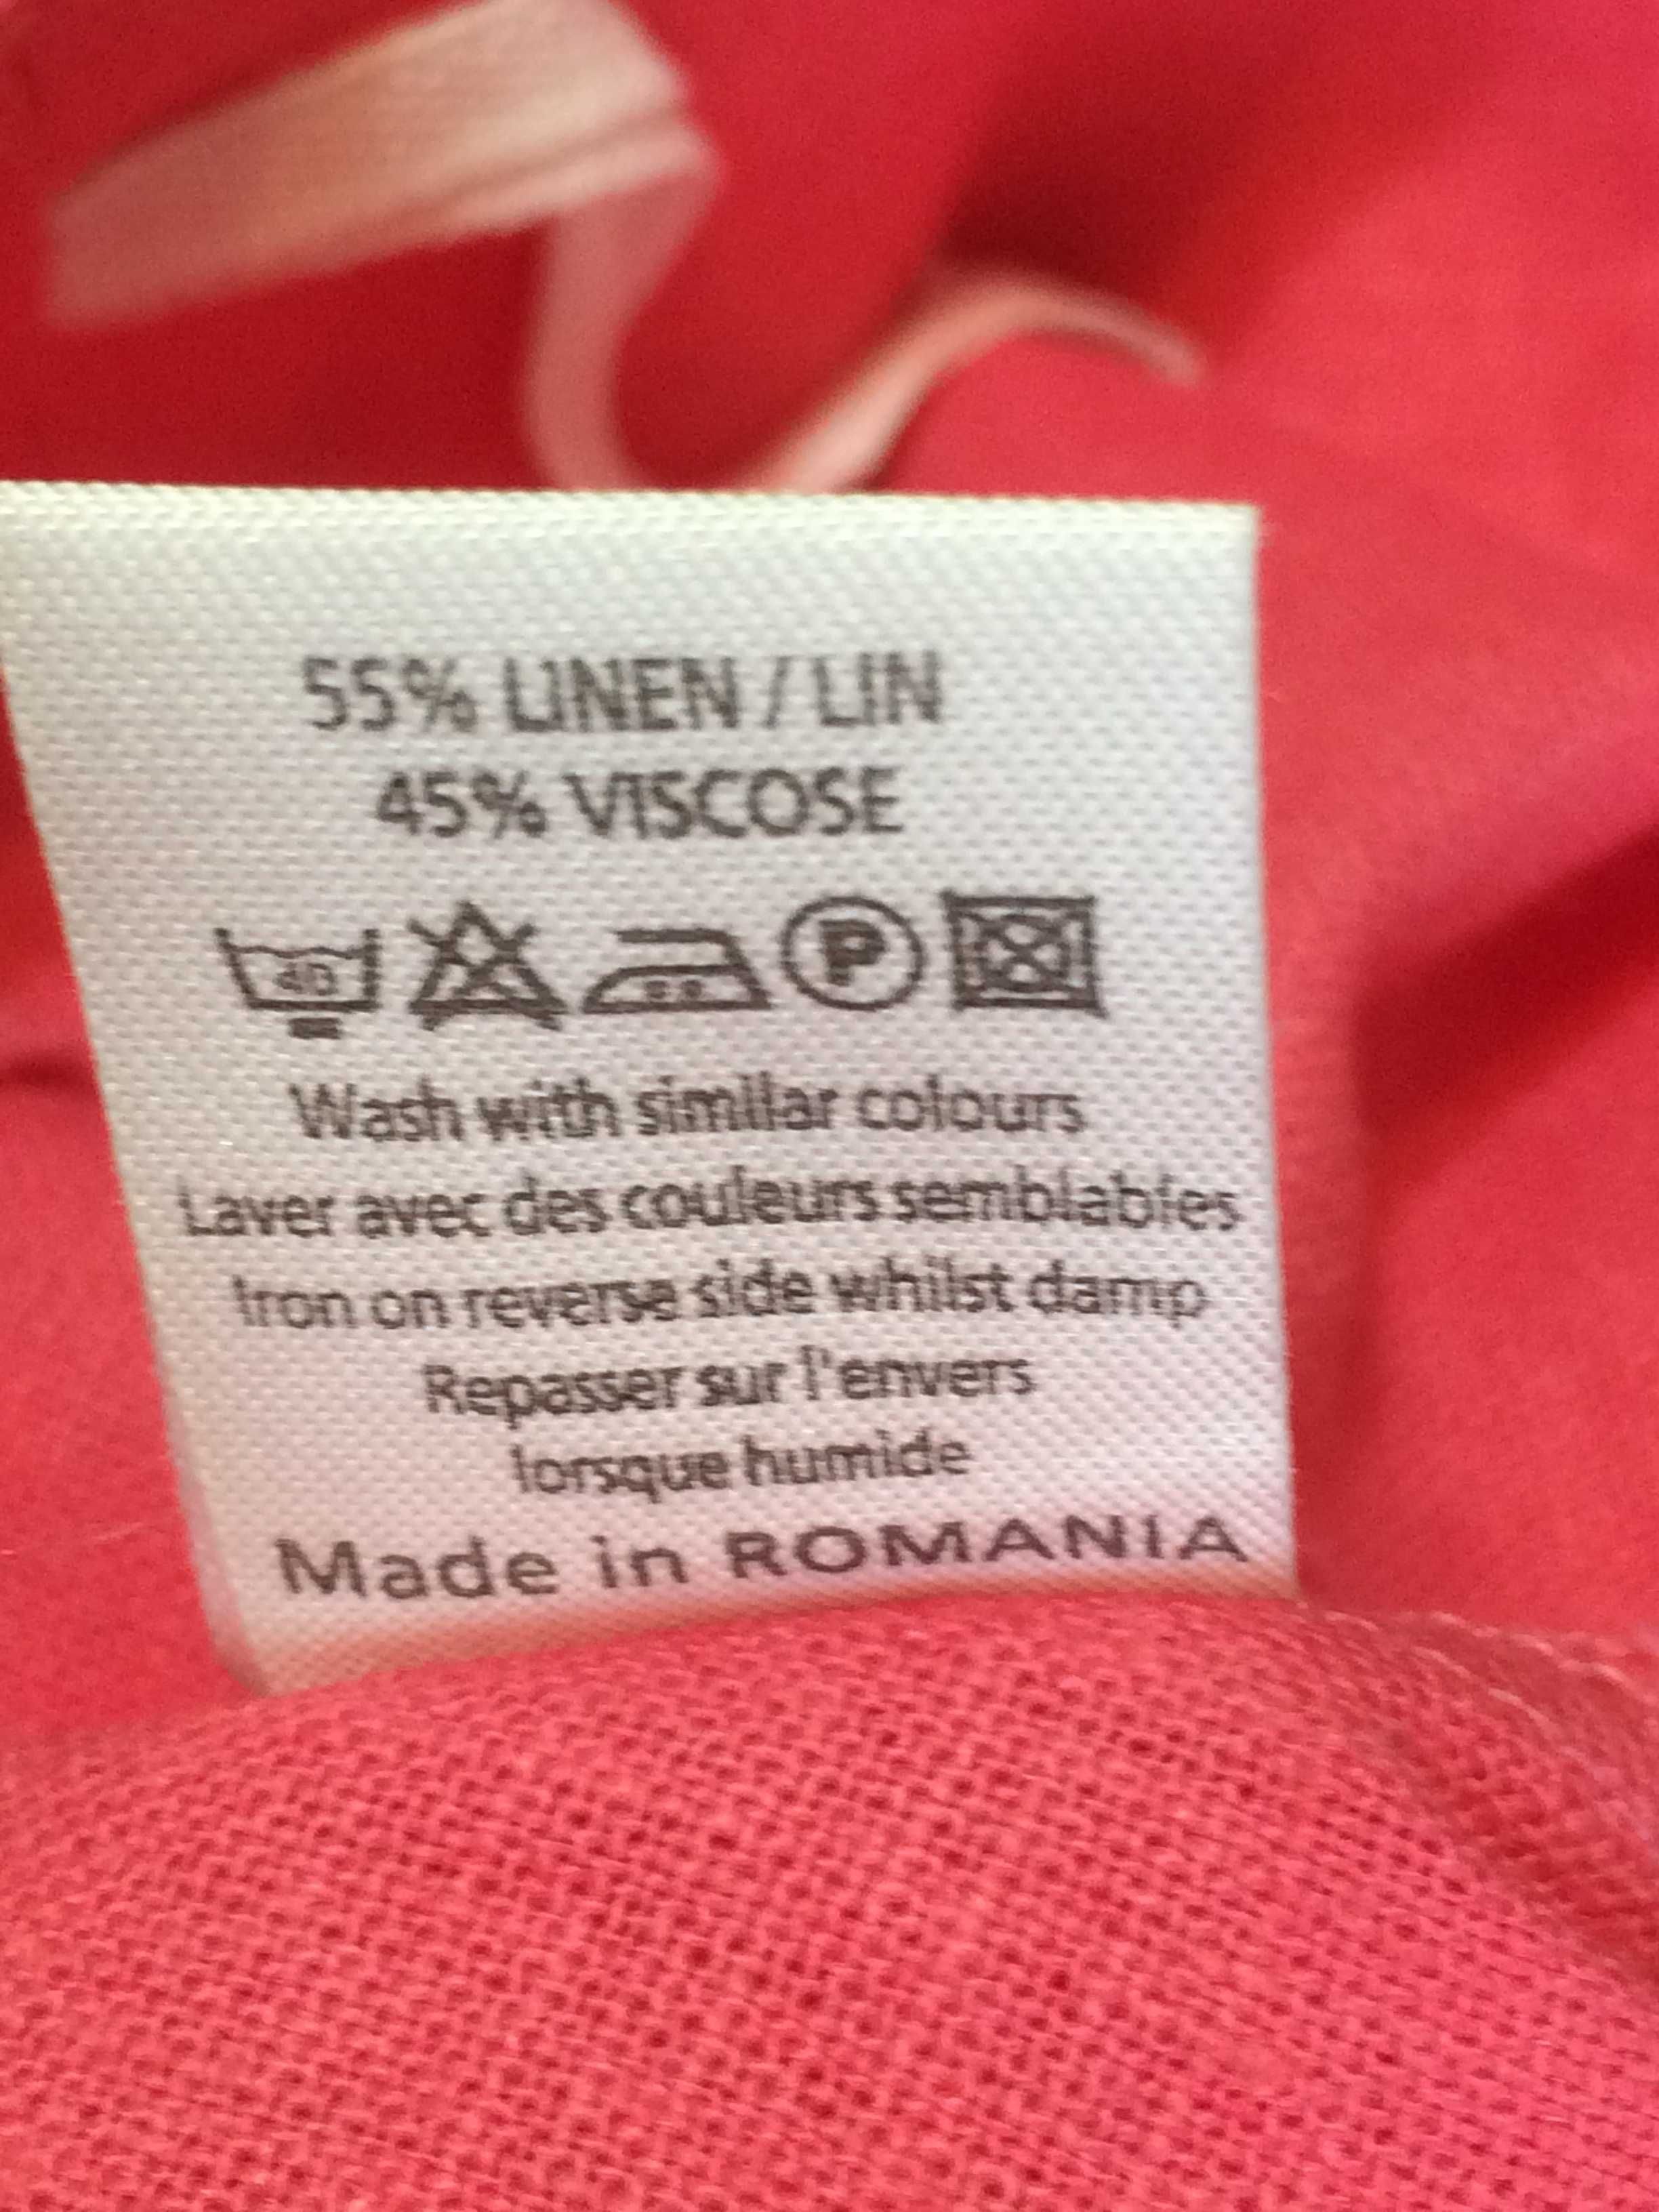 55% LINEN / LIN
45% VISCOSE
40 P
Wash with similar colours
Laver avec des couleurs semblables
Iron on reverse side whilst damp
Repasser sur l'envers
lorsque humide
Made in ROMANIA